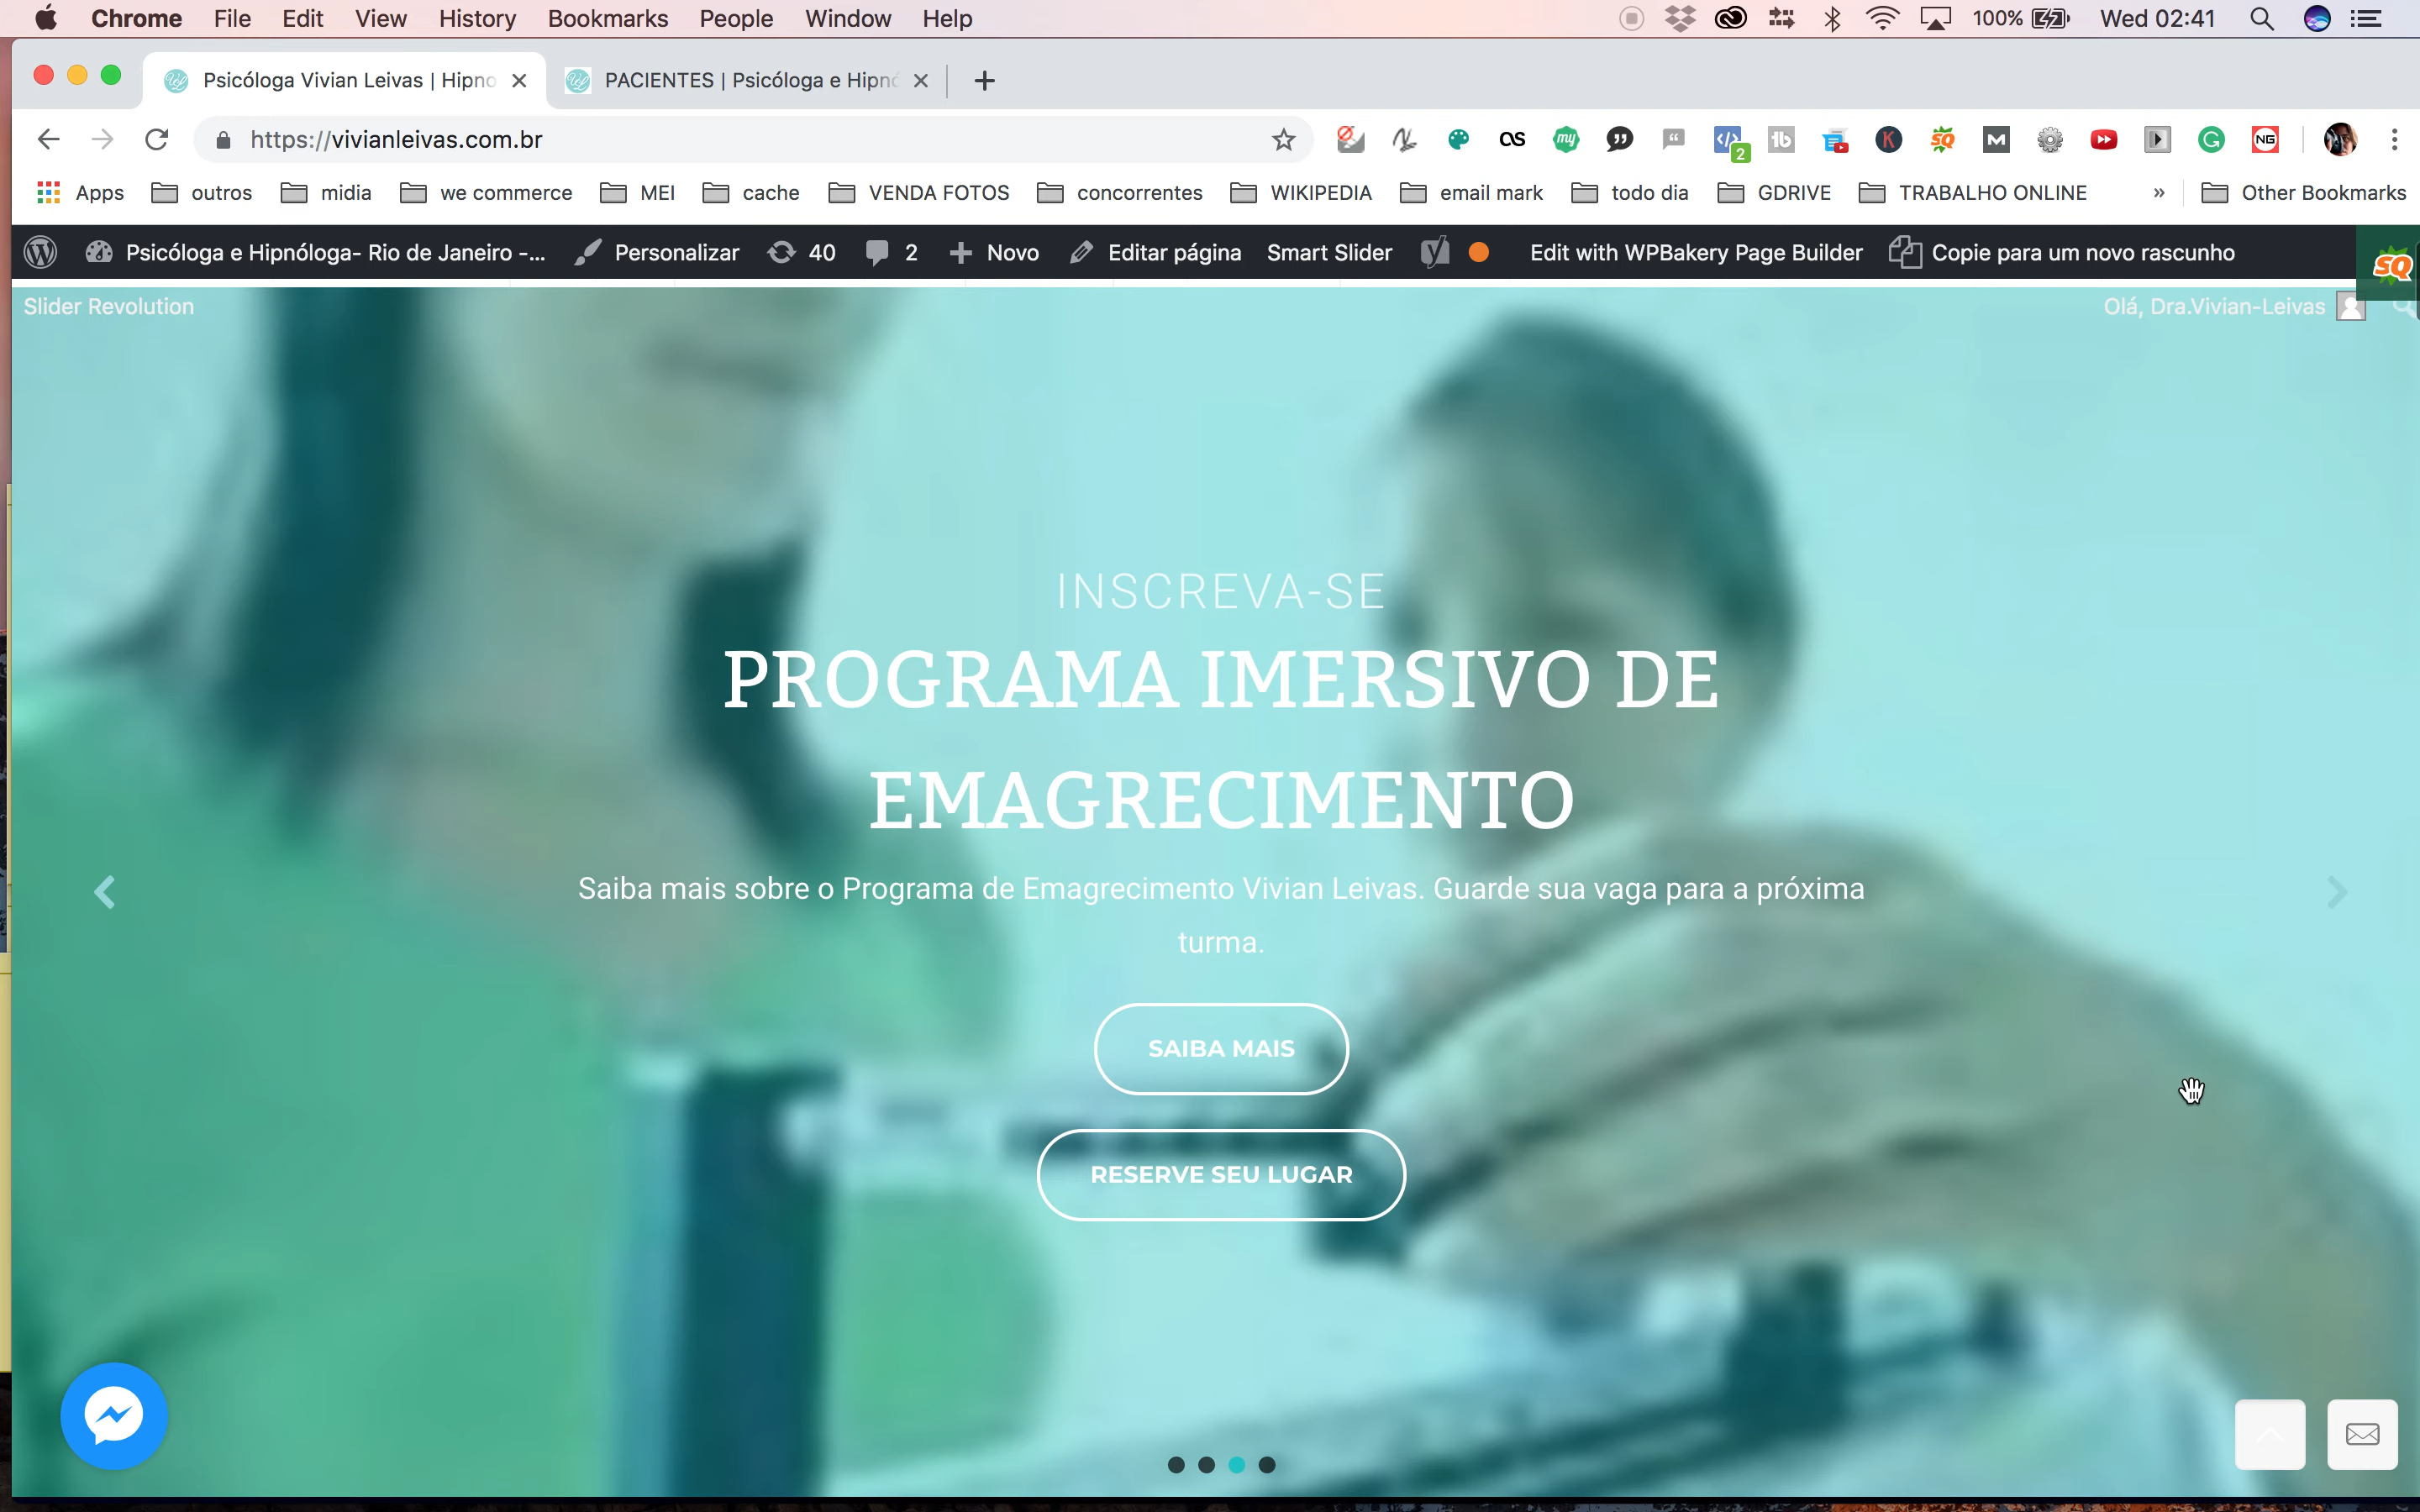 Chrome File Edit View History Bookmarks People Window Help 100% Wed 02:41
Psicóloga Vivian Leivas | Hipno PACIENTES | Psicóloga e Hipnó
https://vivianleivas.com.br
Apps outros midia we commerce MEI cache VENDA FOTOS concorrentes WIKIPEDIA email mark todo dia GDRIVE TRABALHO ONLINE » Other Bookmarks
Psicóloga e Hipnóloga- Rio de Janeiro -... Personalizar 40 2 Novo Editar página Smart Slider Edit with WPBakery Page Builder Copie para um novo rascunho SQ
Slider Revolution Olá, Dra.Vivian-Leivas
INSCREVA-SE
PROGRAMA IMERSIVO DE
EMAGRECIMENTO
Saiba mais sobre o Programa de Emagrecimento Vivian Leivas. Guarde sua vaga para a próxima
turma.
SAIBA MAIS
RESERVE SEU LUGAR